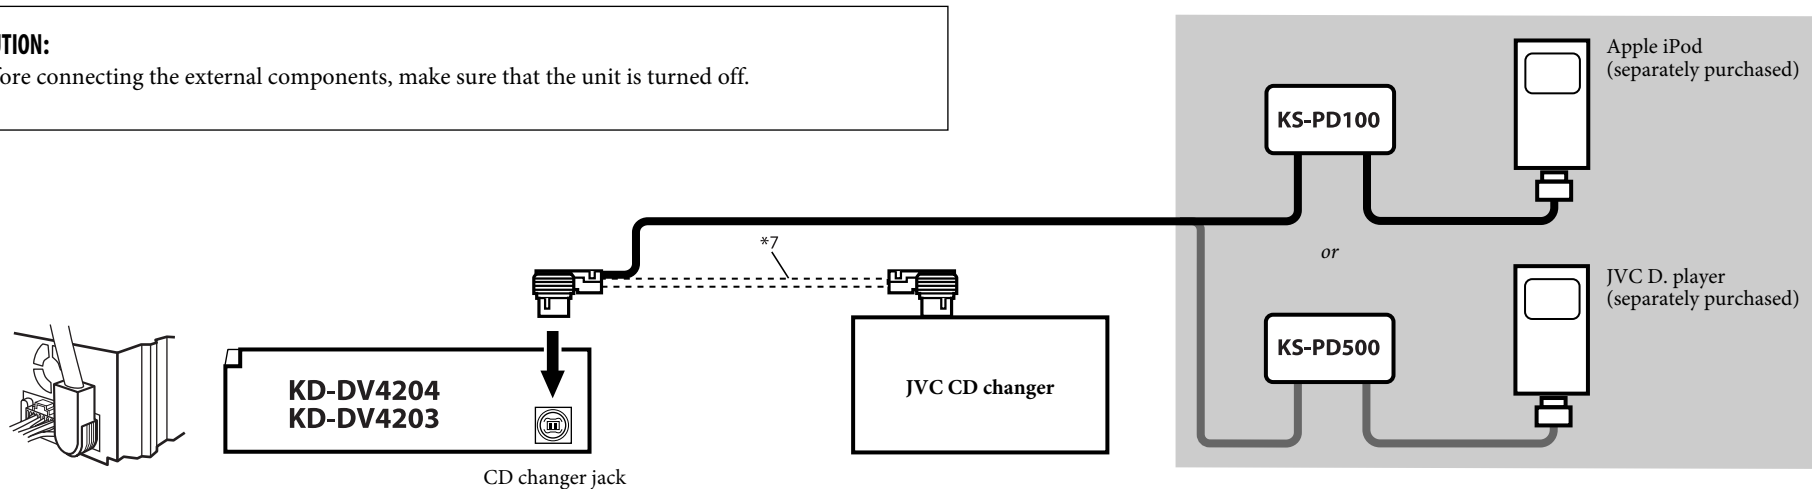 UTION:
fore connecting the external components, make sure that the unit is turned off.
Apple iPod
(separately purchased)
KS-PD100
*7
or
JVC D. player
(separately purchased)
KS-PD500
KD-DV4204
KD-DV4203
JVC CD changer
CD changer jack